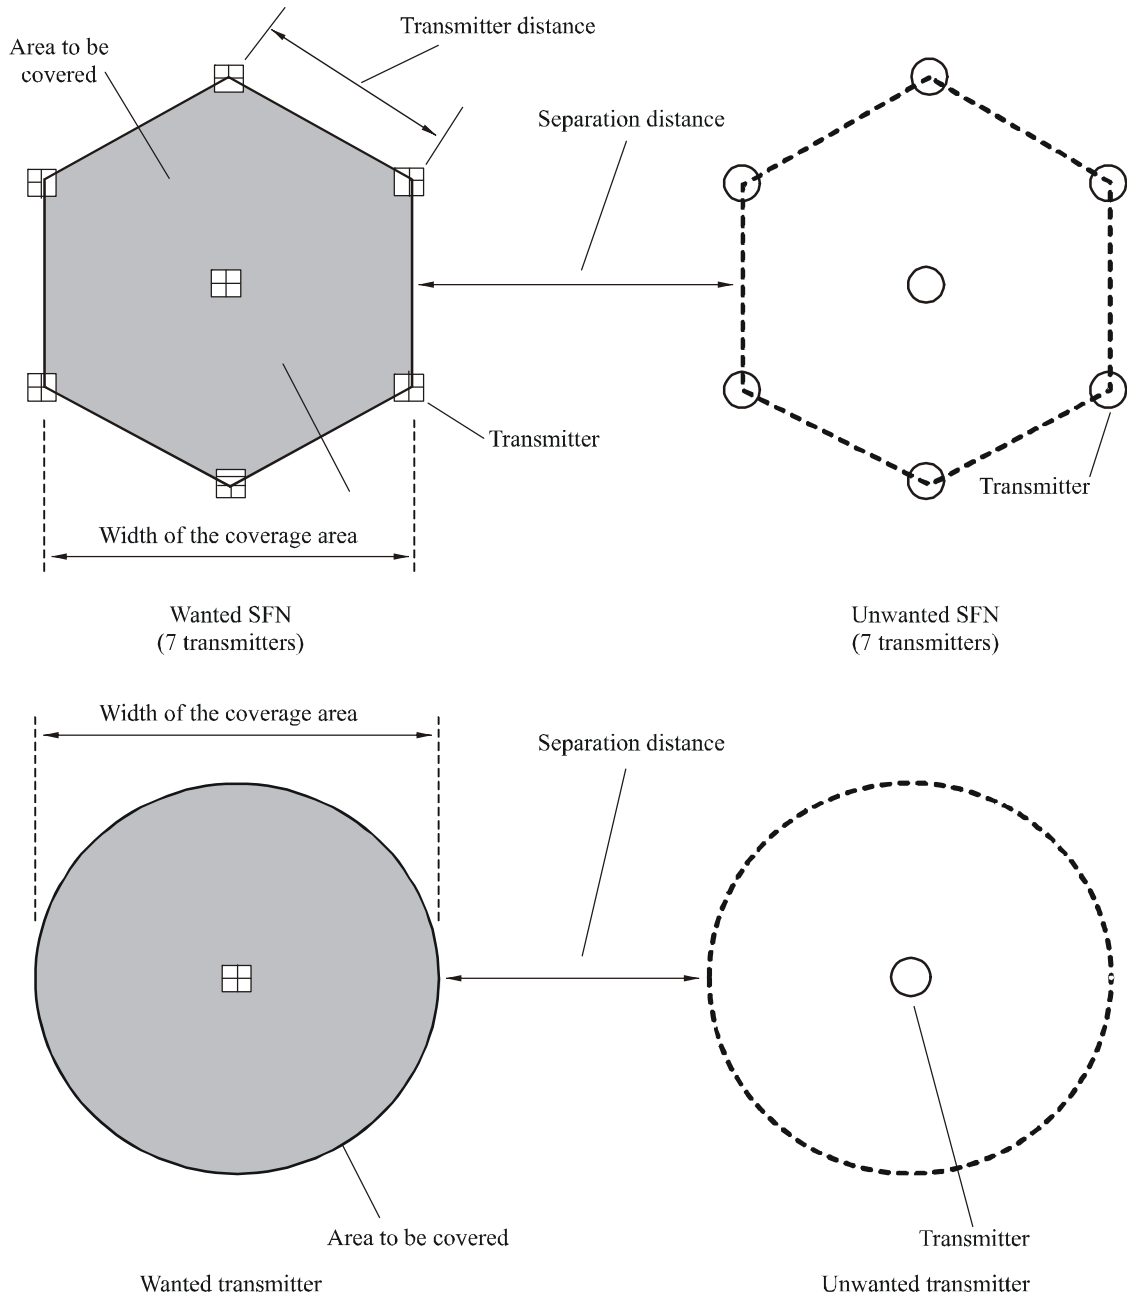 Transmitter distance
Area to be
covered
Separation distance
Transmitter
Transmitter
Width of the coverage area
Wanted SFN
(7 transmitters)
Unwanted SFN
(7 transmitters)
Width of the coverage area
Separation distance
Area to be covered
Transmitter
Wanted transmitter
Unwanted transmitter